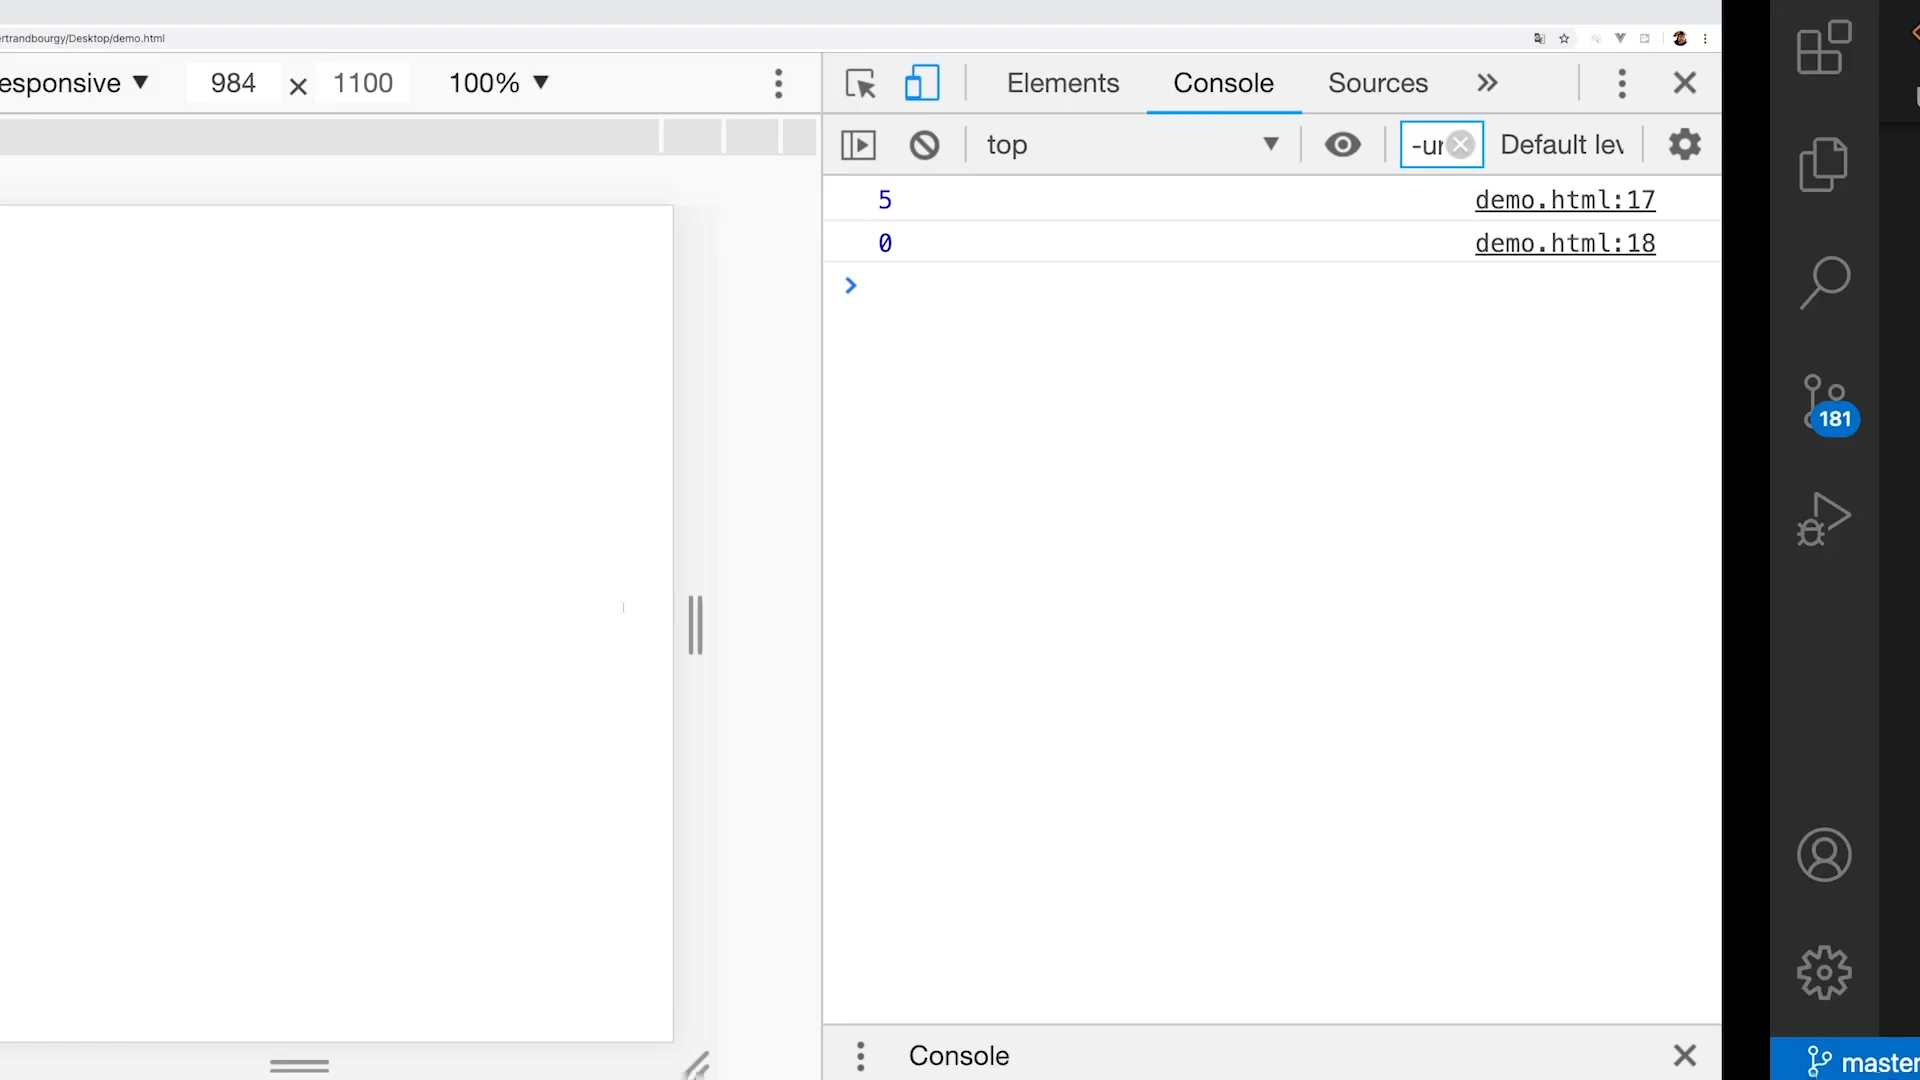 ertrandbourgy/Desktop/demo.html
esponsive 984 × 1100 100%
Elements Console Sources
top -ur Default lev
5 demo.html:17
0 demo.html:18
181
Console
master